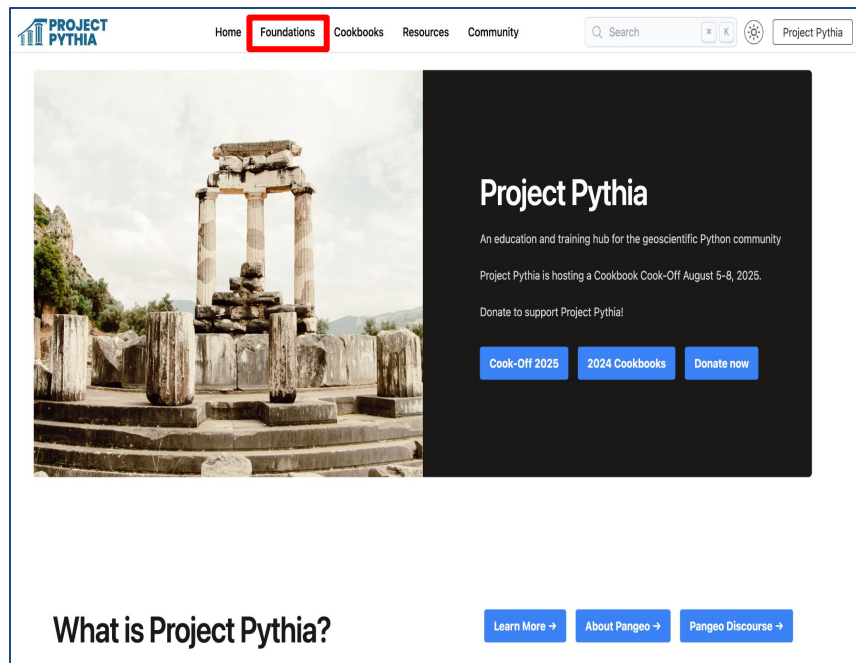 PROJECT
PYTHIA
Home Foundations Cookbooks Resources Community Search ⌘ K Project Pythia
Project Pythia
An education and training hub for the geoscientific Python community
Project Pythia is hosting a Cookbook Cook-Off August 5-8, 2025.
Donate to support Project Pythia!
Cook-Off 2025 2024 Cookbooks Donate now
What is Project Pythia? Learn More → About Pangeo → Pangeo Discourse →